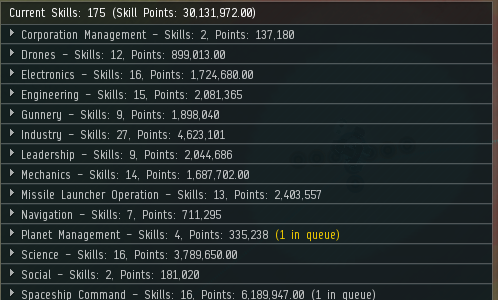 Current Skills: 175 (Skill Points: 30,131,972.00)
Corporation Management – Skills: 2, Points: 137,180
Drones – Skills: 12, Points: 899,013.00
Electronics – Skills: 16, Points: 1,724,680.00
Engineering – Skills: 15, Points: 2,081,365
Gunnery – Skills: 9, Points: 1,898,040
Industry – Skills: 27, Points: 4,623,101
Leadership – Skills: 9, Points: 2,044,686
Mechanics – Skills: 14, Points: 1,687,702.00
Missile Launcher Operation – Skills: 13, Points: 2,403,557
Navigation – Skills: 7, Points: 711,295
Planet Management – Skills: 4, Points: 335,238 (1 in queue)
Science – Skills: 16, Points: 3,789,650.00
Social – Skills: 2, Points: 181,020
Spaceship Command – Skills: 16, Points: 6,189,947.00 (1 in queue)